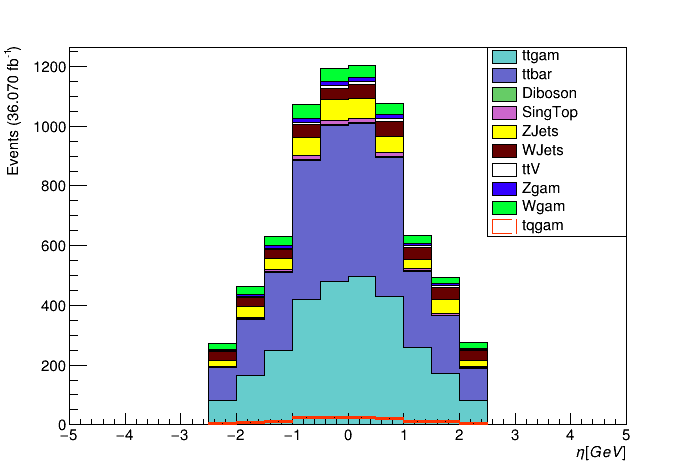 Events (36.070 fb⁻¹)
1200
1000
800
600
400
200
0
−5 −4 −3 −2 −1 0 1 2 3 4 5
η[GeV]
ttgam
ttbar
Diboson
SingTop
ZJets
WJets
ttV
Zgam
Wgam
tqgam